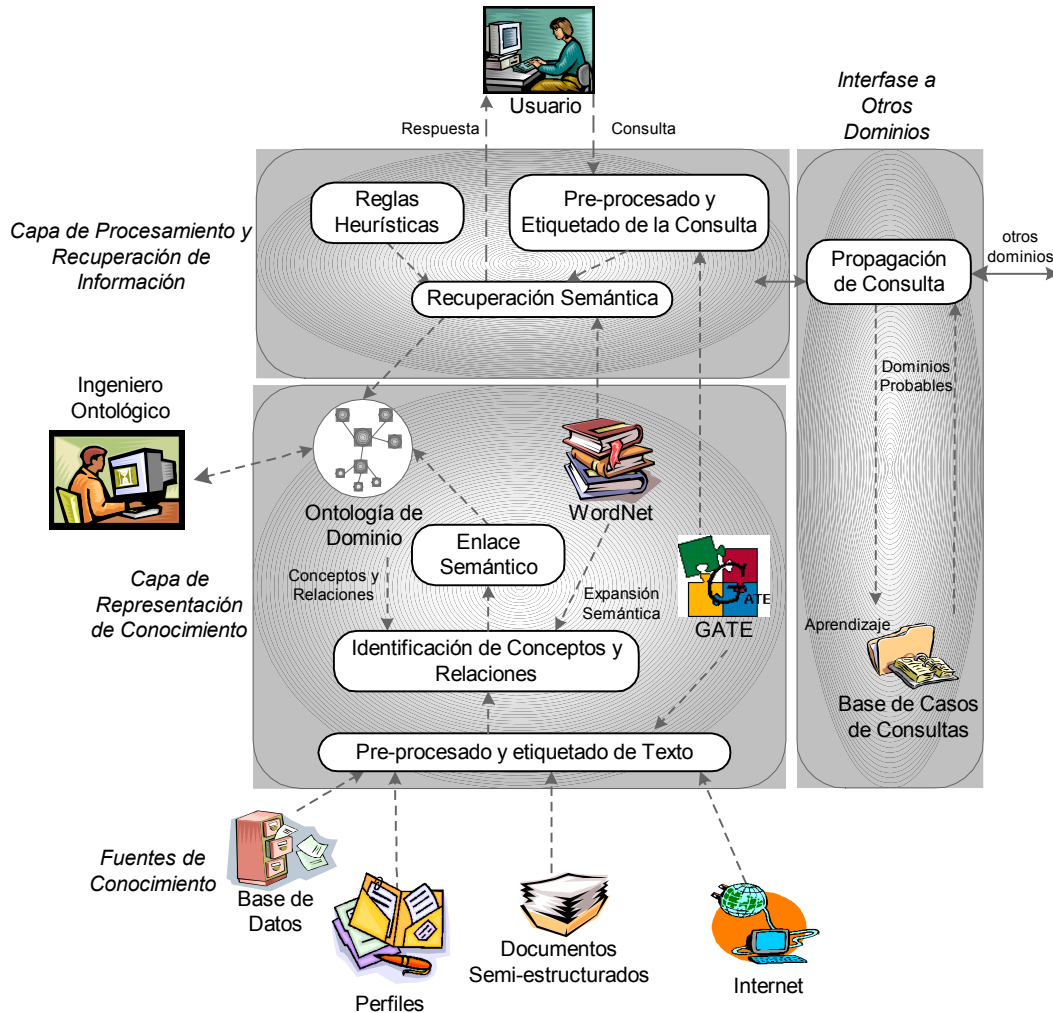 Usuario
Interfase a
Otros
Dominios
Respuesta
Consulta
Capa de Procesamiento y
Recuperación de
Información
Reglas
Heurísticas
Pre-procesado y
Etiquetado de la Consulta
Recuperación Semántica
Propagación
de Consulta
otros
dominios
Dominios
Probables
Ingeniero
Ontológico
Ontología de
Dominio
WordNet
Enlace
Semántico
Conceptos y
Relaciones
Expansión
Semántica
GATE
GATE
Capa de
Representación
de Conocimiento
Identificación de Conceptos y
Relaciones
Aprendizaje
Base de Casos
de Consultas
Pre-procesado y etiquetado de Texto
Fuentes de
Conocimiento
Base de
Datos
Perfiles
Documentos
Semi-estructurados
Internet